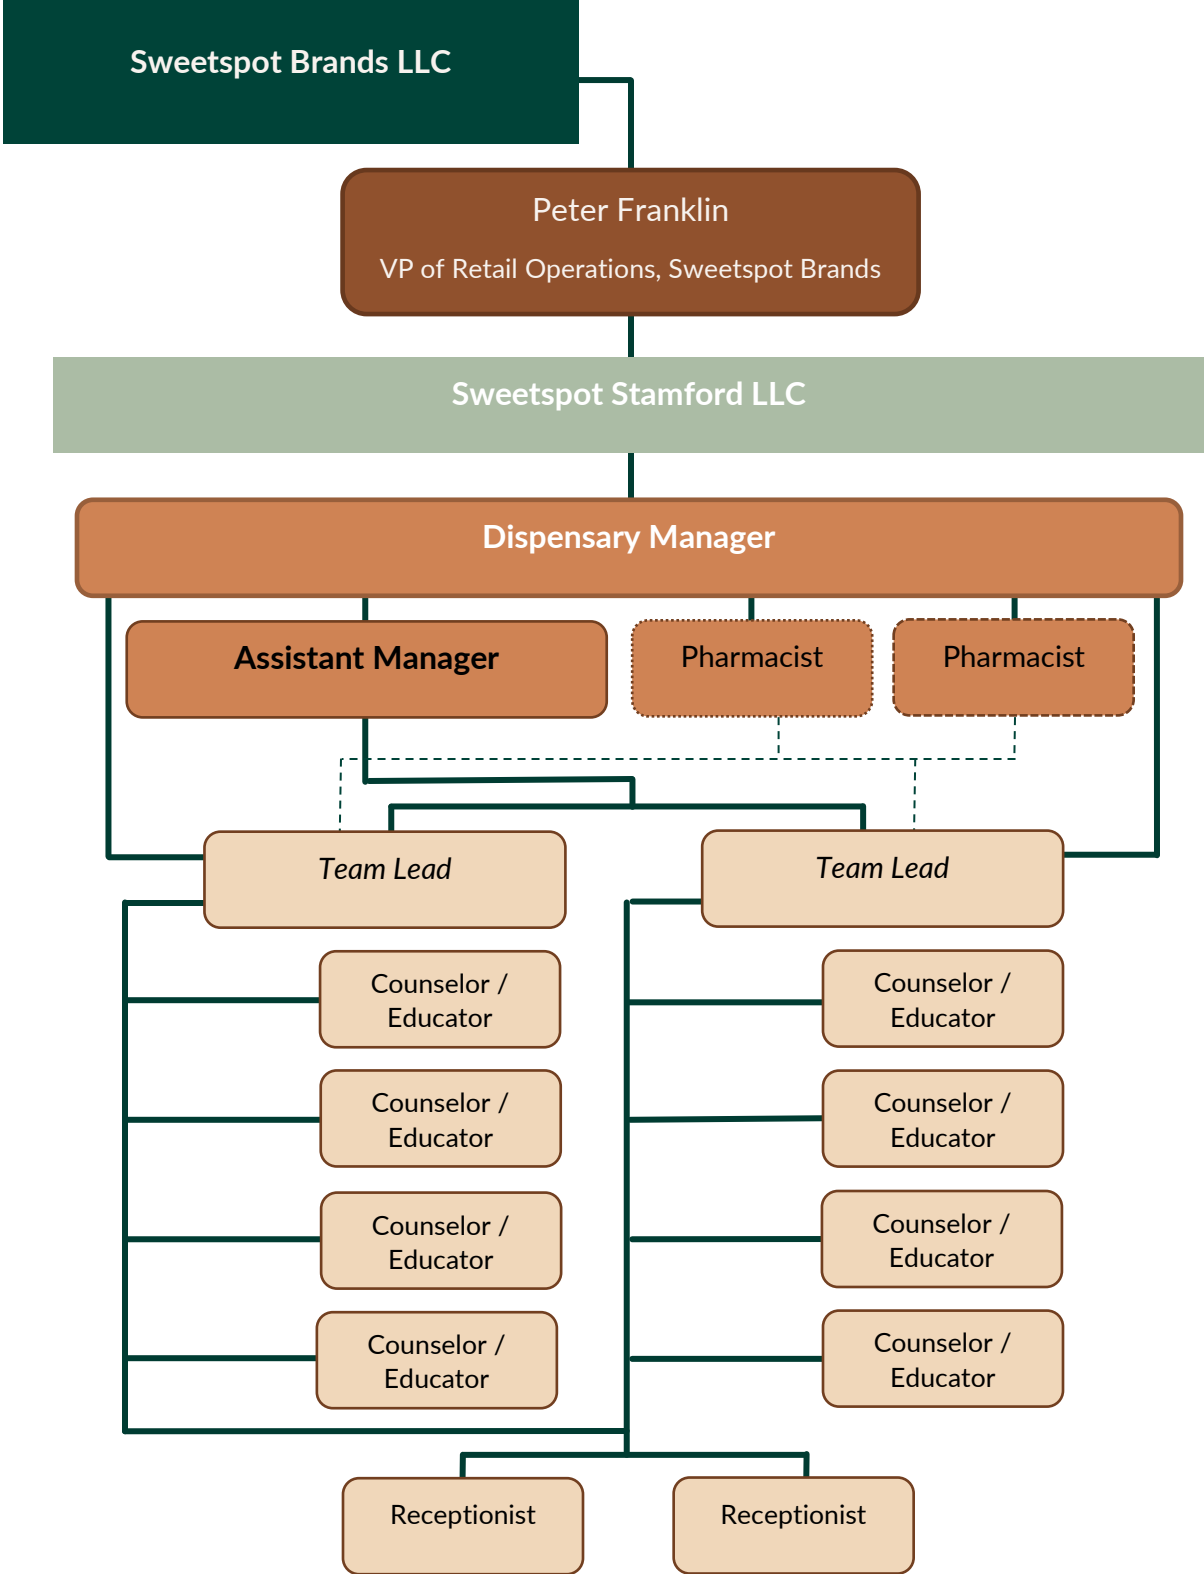 Sweetspot Brands LLC
Peter Franklin
VP of Retail Operations, Sweetspot Brands
Sweetspot Stamford LLC
Dispensary Manager
Assistant Manager
Pharmacist
Pharmacist
Team Lead
Team Lead
Counselor /
Educator
Counselor /
Educator
Counselor /
Educator
Counselor /
Educator
Counselor /
Educator
Counselor /
Educator
Counselor /
Educator
Counselor /
Educator
Receptionist
Receptionist